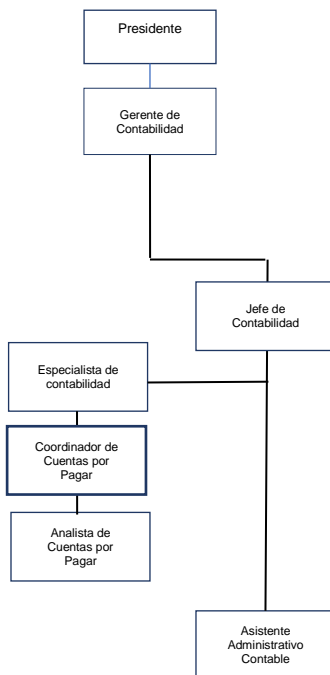 Presidente
Gerente de
Contabilidad
Jefe de
Contabilidad
Especialista de
contabilidad
Coordinador de
Cuentas por
Pagar
Analista de
Cuentas por
Pagar
Asistente
Administrativo
Contable